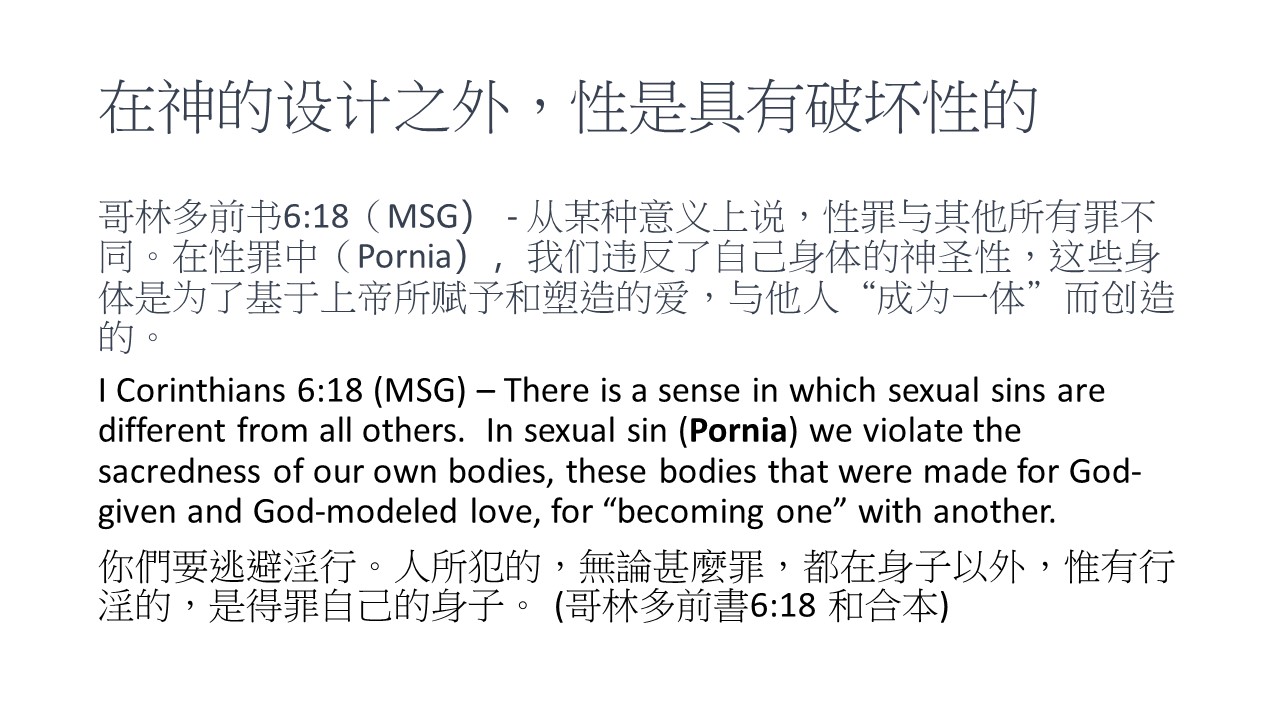 在神的设计之外，性是具有破坏性的
哥林多前书6:18（MSG） - 从某种意义上说，性罪与其他所有罪不
同。在性罪中（Pornia），我们违反了自己身体的神圣性，这些身
体是为了基于上帝所赋予和塑造的爱，与他人“成为一体”而创造
的。
I Corinthians 6:18 (MSG) – There is a sense in which sexual sins are
different from all others.  In sexual sin (Pornia) we violate the
sacredness of our own bodies, these bodies that were made for God-
given and God-modeled love, for “becoming one” with another.
你們要逃避淫行。人所犯的，無論甚麼罪，都在身子以外，惟有行
淫的，是得罪自己的身子。 (哥林多前書6:18 和合本)